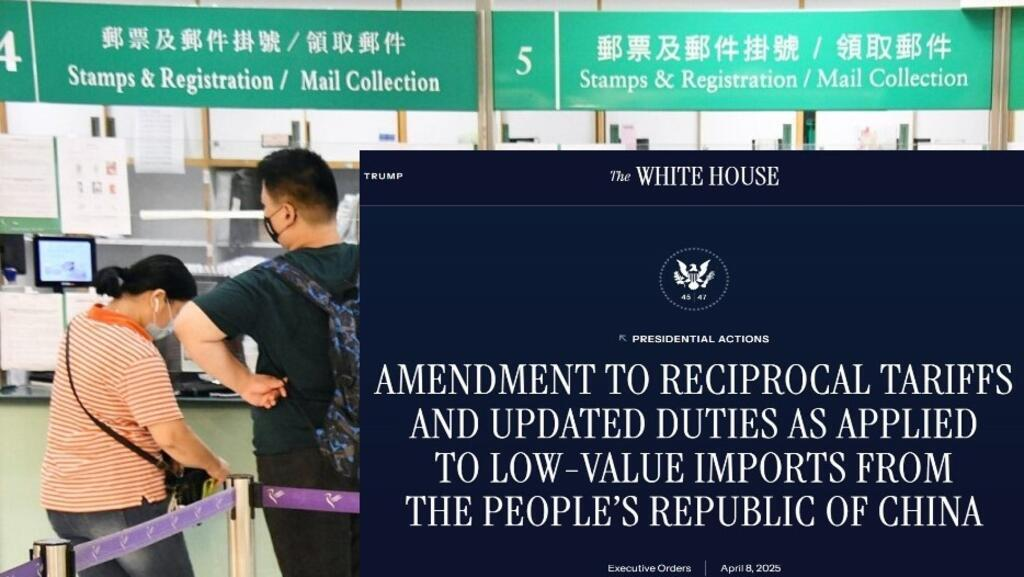 4
郵票及郵件掛號 / 領取郵件
Stamps & Registration / Mail Collection
5
郵票及郵件掛號 / 領取郵件
Stamps & Registration / Mail Collection
TRUMP
The WHITE HOUSE
45 | 47
PRESIDENTIAL ACTIONS
AMENDMENT TO RECIPROCAL TARIFFS
AND UPDATED DUTIES AS APPLIED
TO LOW-VALUE IMPORTS FROM
THE PEOPLE’S REPUBLIC OF CHINA
Executive Orders | April 8, 2025